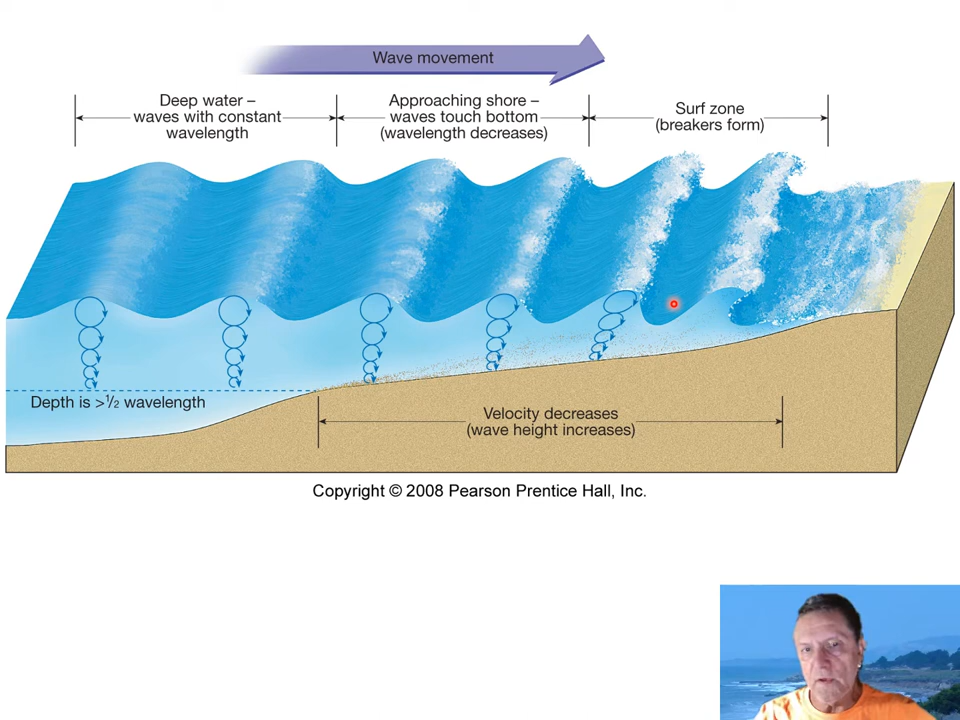 Wave movement
Deep water –
waves with constant
wavelength
Approaching shore –
waves touch bottom
(wavelength decreases)
Surf zone
(breakers form)
Depth is >½ wavelength
Velocity decreases
(wave height increases)
Copyright © 2008 Pearson Prentice Hall, Inc.